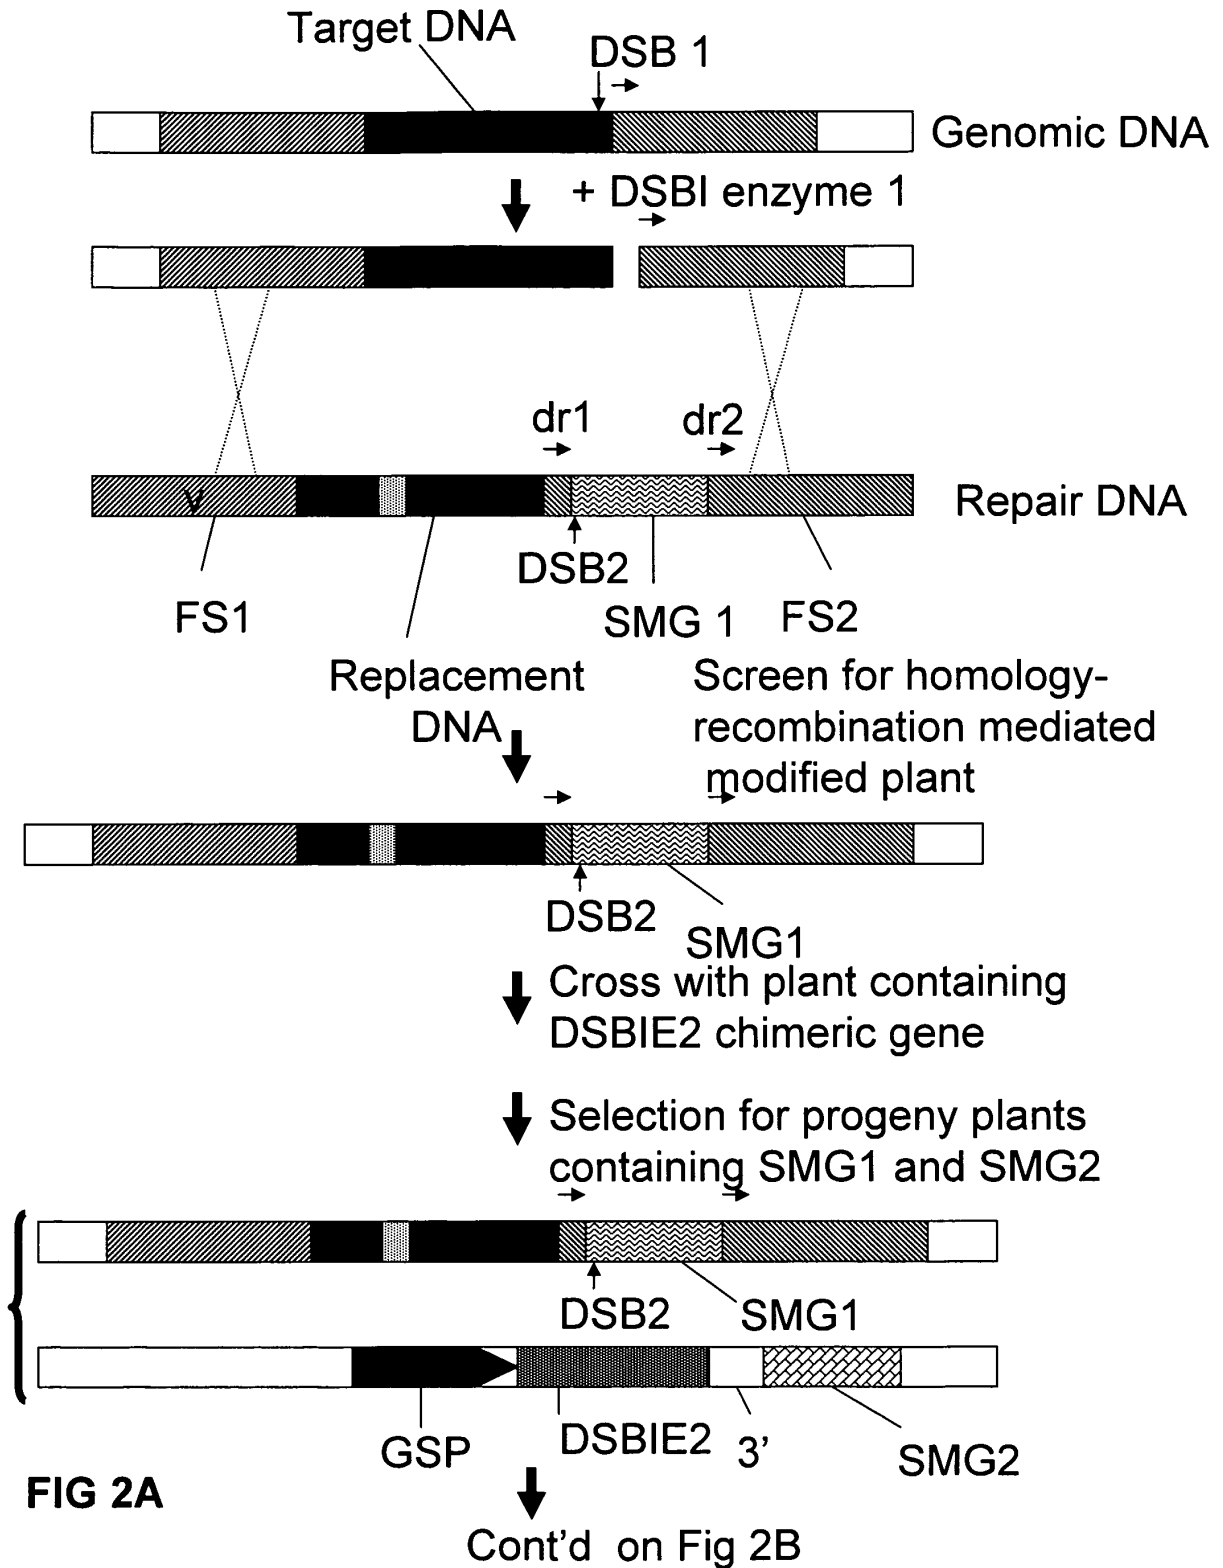 Target DNA
DSB 1
Genomic DNA
+ DSBI enzyme 1
dr1
dr2
V
Repair DNA
DSB2
FS1
SMG 1
FS2
Replacement
DNA
Screen for homology-
recombination mediated
modified plant
DSB2
SMG1
Cross with plant containing
DSBIE2 chimeric gene
Selection for progeny plants
containing SMG1 and SMG2
DSB2
SMG1
GSP
DSBIE2
3'
SMG2
FIG 2A
Cont'd on Fig 2B